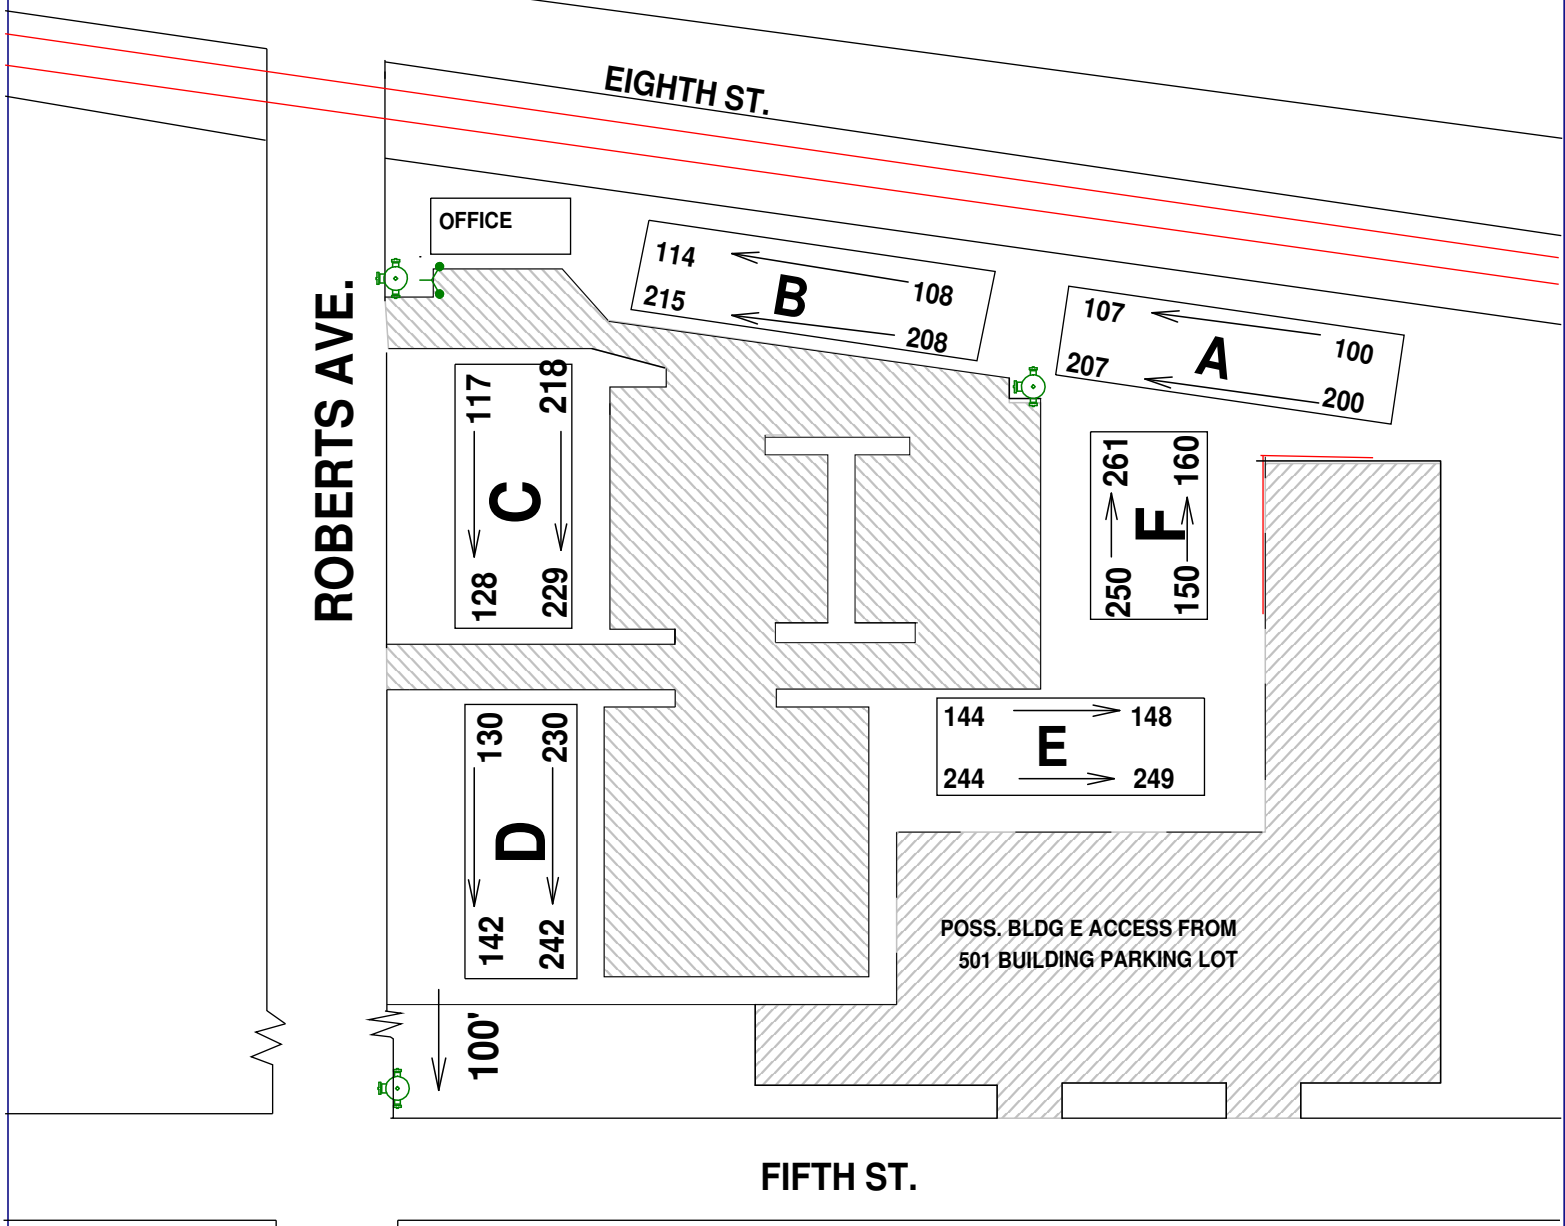 EIGHTH ST.
OFFICE
ROBERTS AVE.
114
108
B
215
208
107
100
A
207
200
117
218
C
128
229
261
160
F
250
150
130
230
D
142
242
144
148
E
244
249
POSS. BLDG E ACCESS FROM
501 BUILDING PARKING LOT
100'
FIFTH ST.